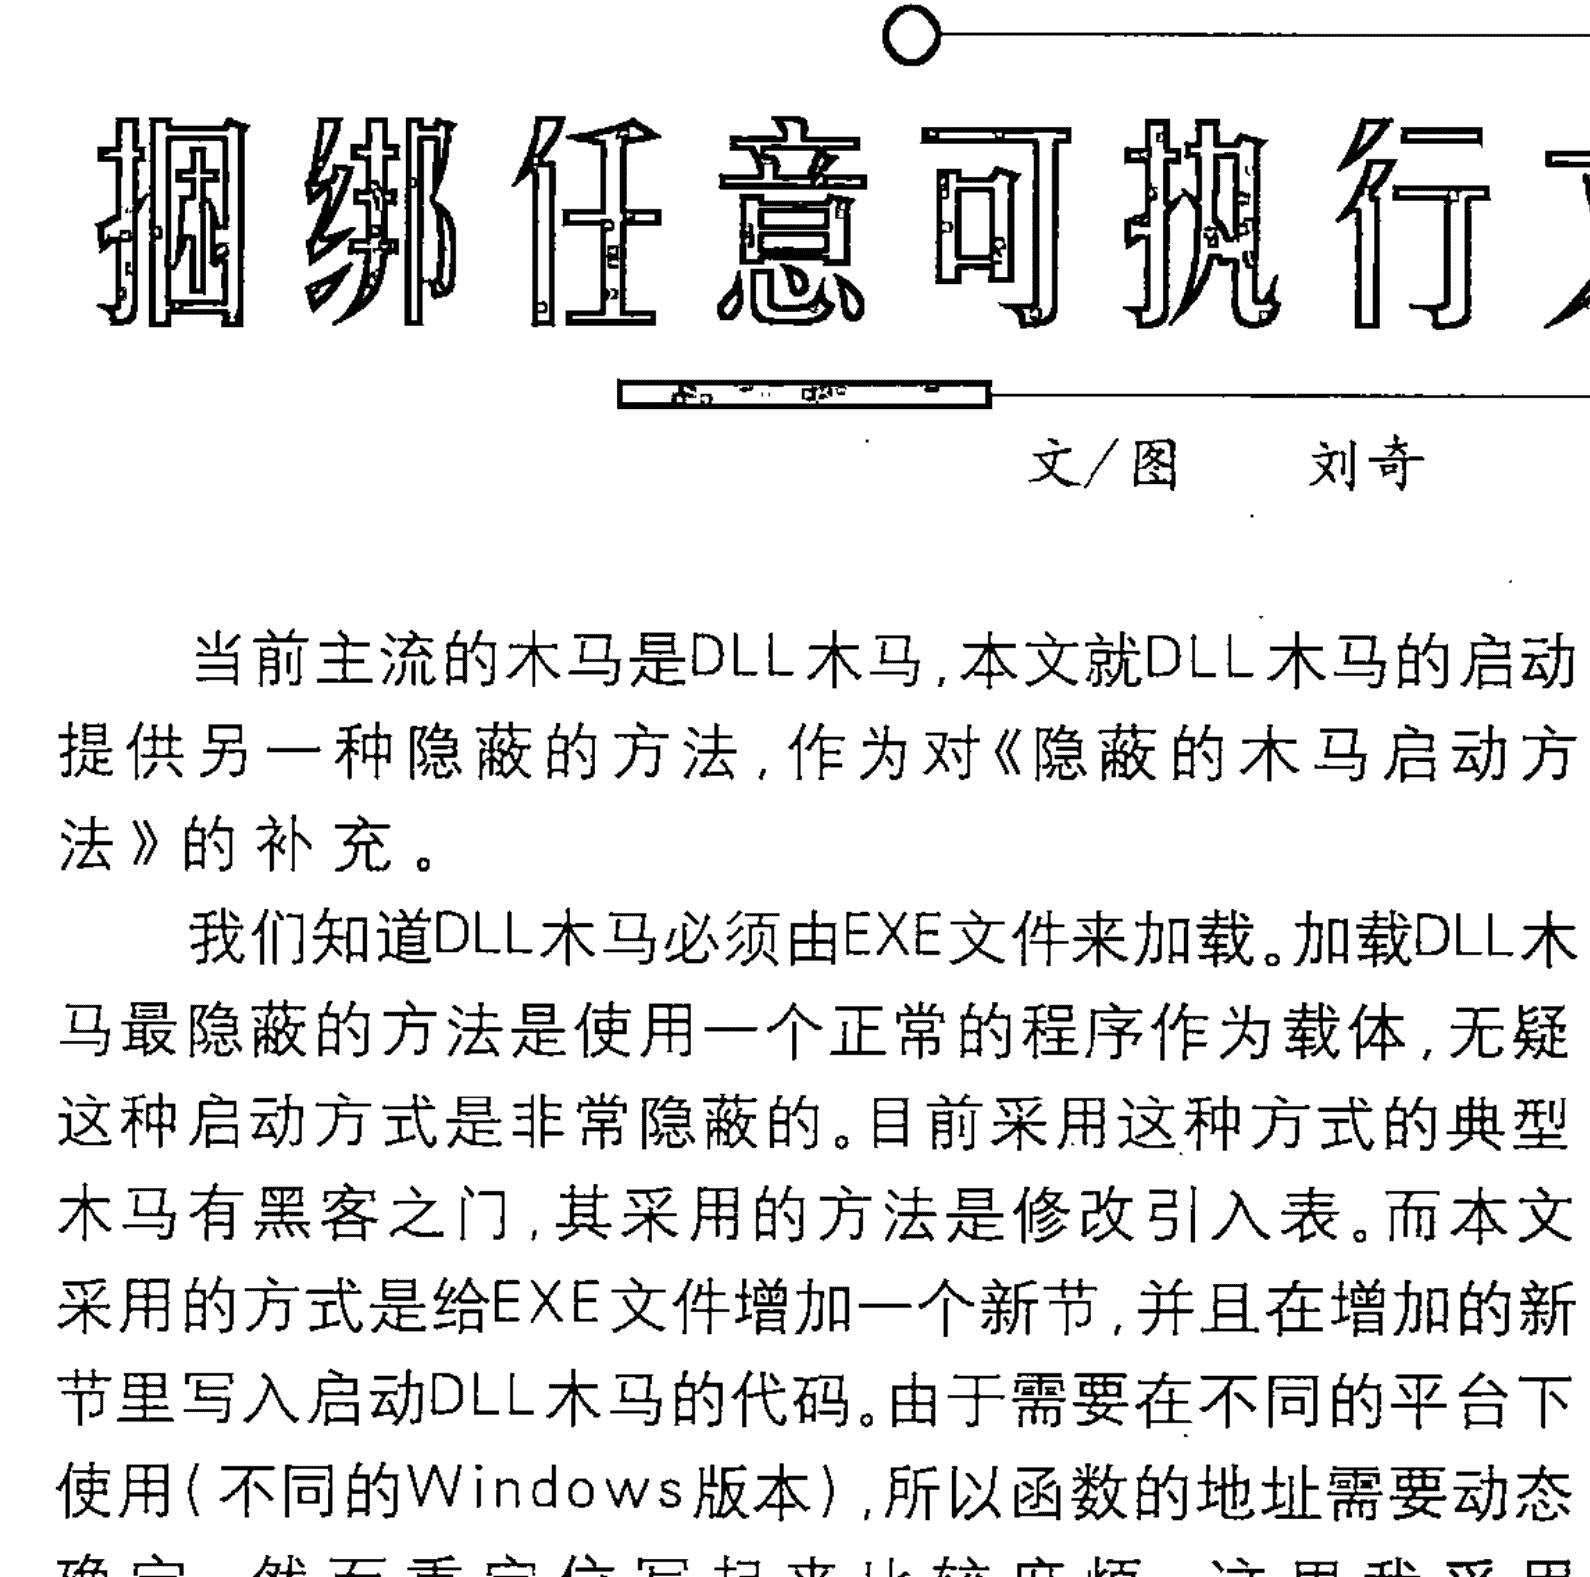 捆绑任意可执行
文/图 刘奇
当前主流的木马是DLL木马,本文就DLL木马的启动
提供另一种隐蔽的方法,作为对《隐蔽的木马启动方
法》的补充。
我们知道DLL木马必须由EXE文件来加载。加载DLL木
马最隐蔽的方法是使用一个正常的程序作为载体,无疑
这种启动方式是非常隐蔽的。目前采用这种方式的典型
木马有黑客之门,其采用的方法是修改引入表。而本文
采用的方式是给EXE文件增加一个新节,并且在增加的新
节里写入启动DLL木马的代码。由于需要在不同的平台下
使用(不同的Windows版本),所以函数的地址需要动态